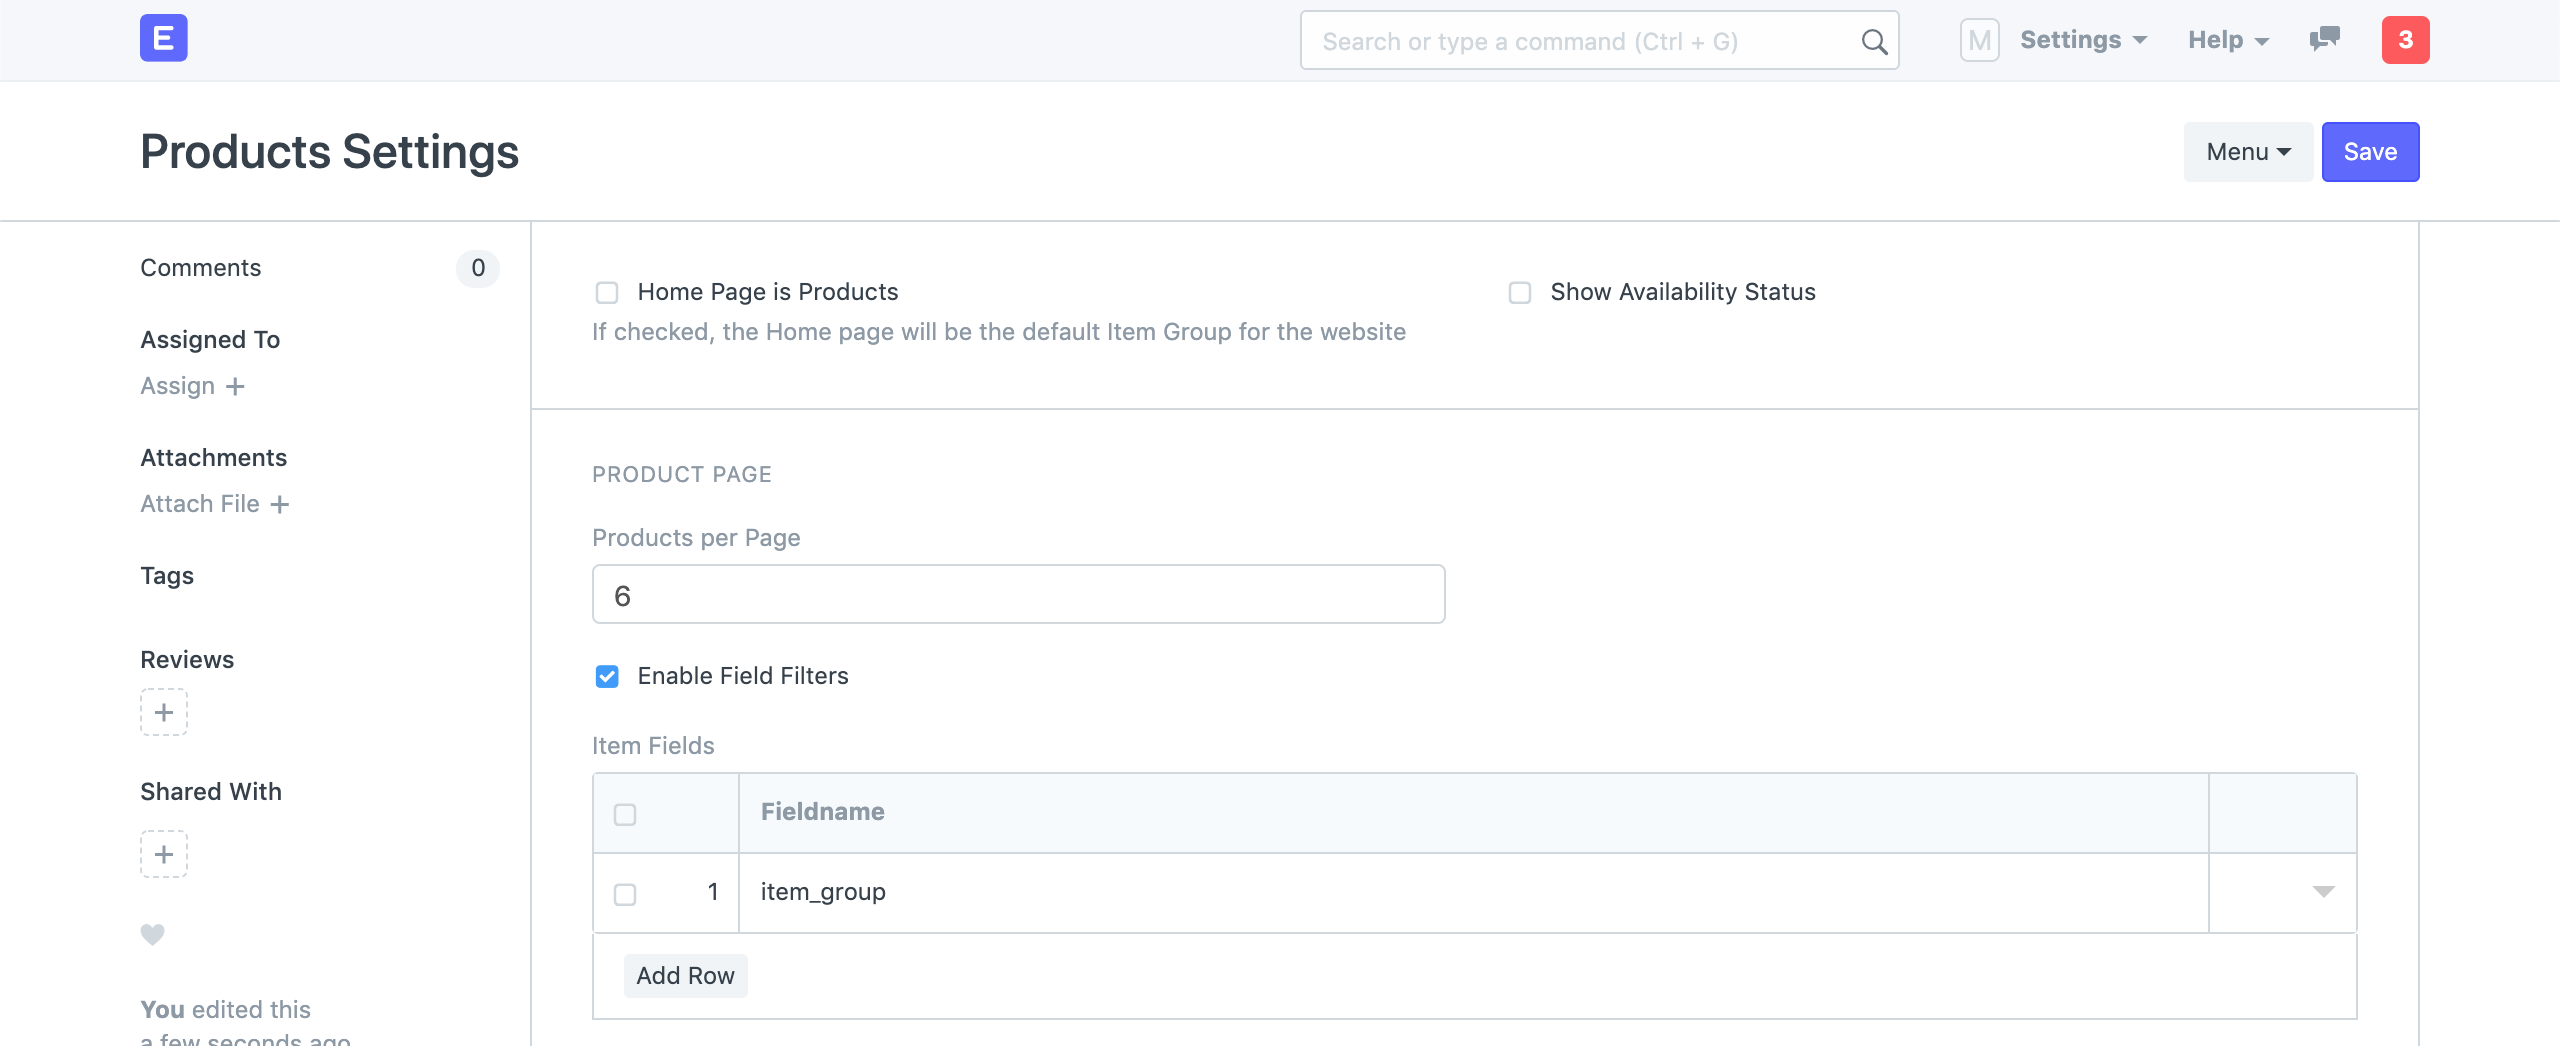 E
Search or type a command (Ctrl + G)
M
Settings
Help
3
Products Settings
Menu
Save
Comments
0
Assigned To
Assign +
Attachments
Attach File +
Tags
Reviews
+
Shared With
+
You edited this
a few seconds ago
Home Page is Products
If checked, the Home page will be the default Item Group for the website
Show Availability Status
PRODUCT PAGE
Products per Page
6
Enable Field Filters
Item Fields
Fieldname
1 item_group
Add Row